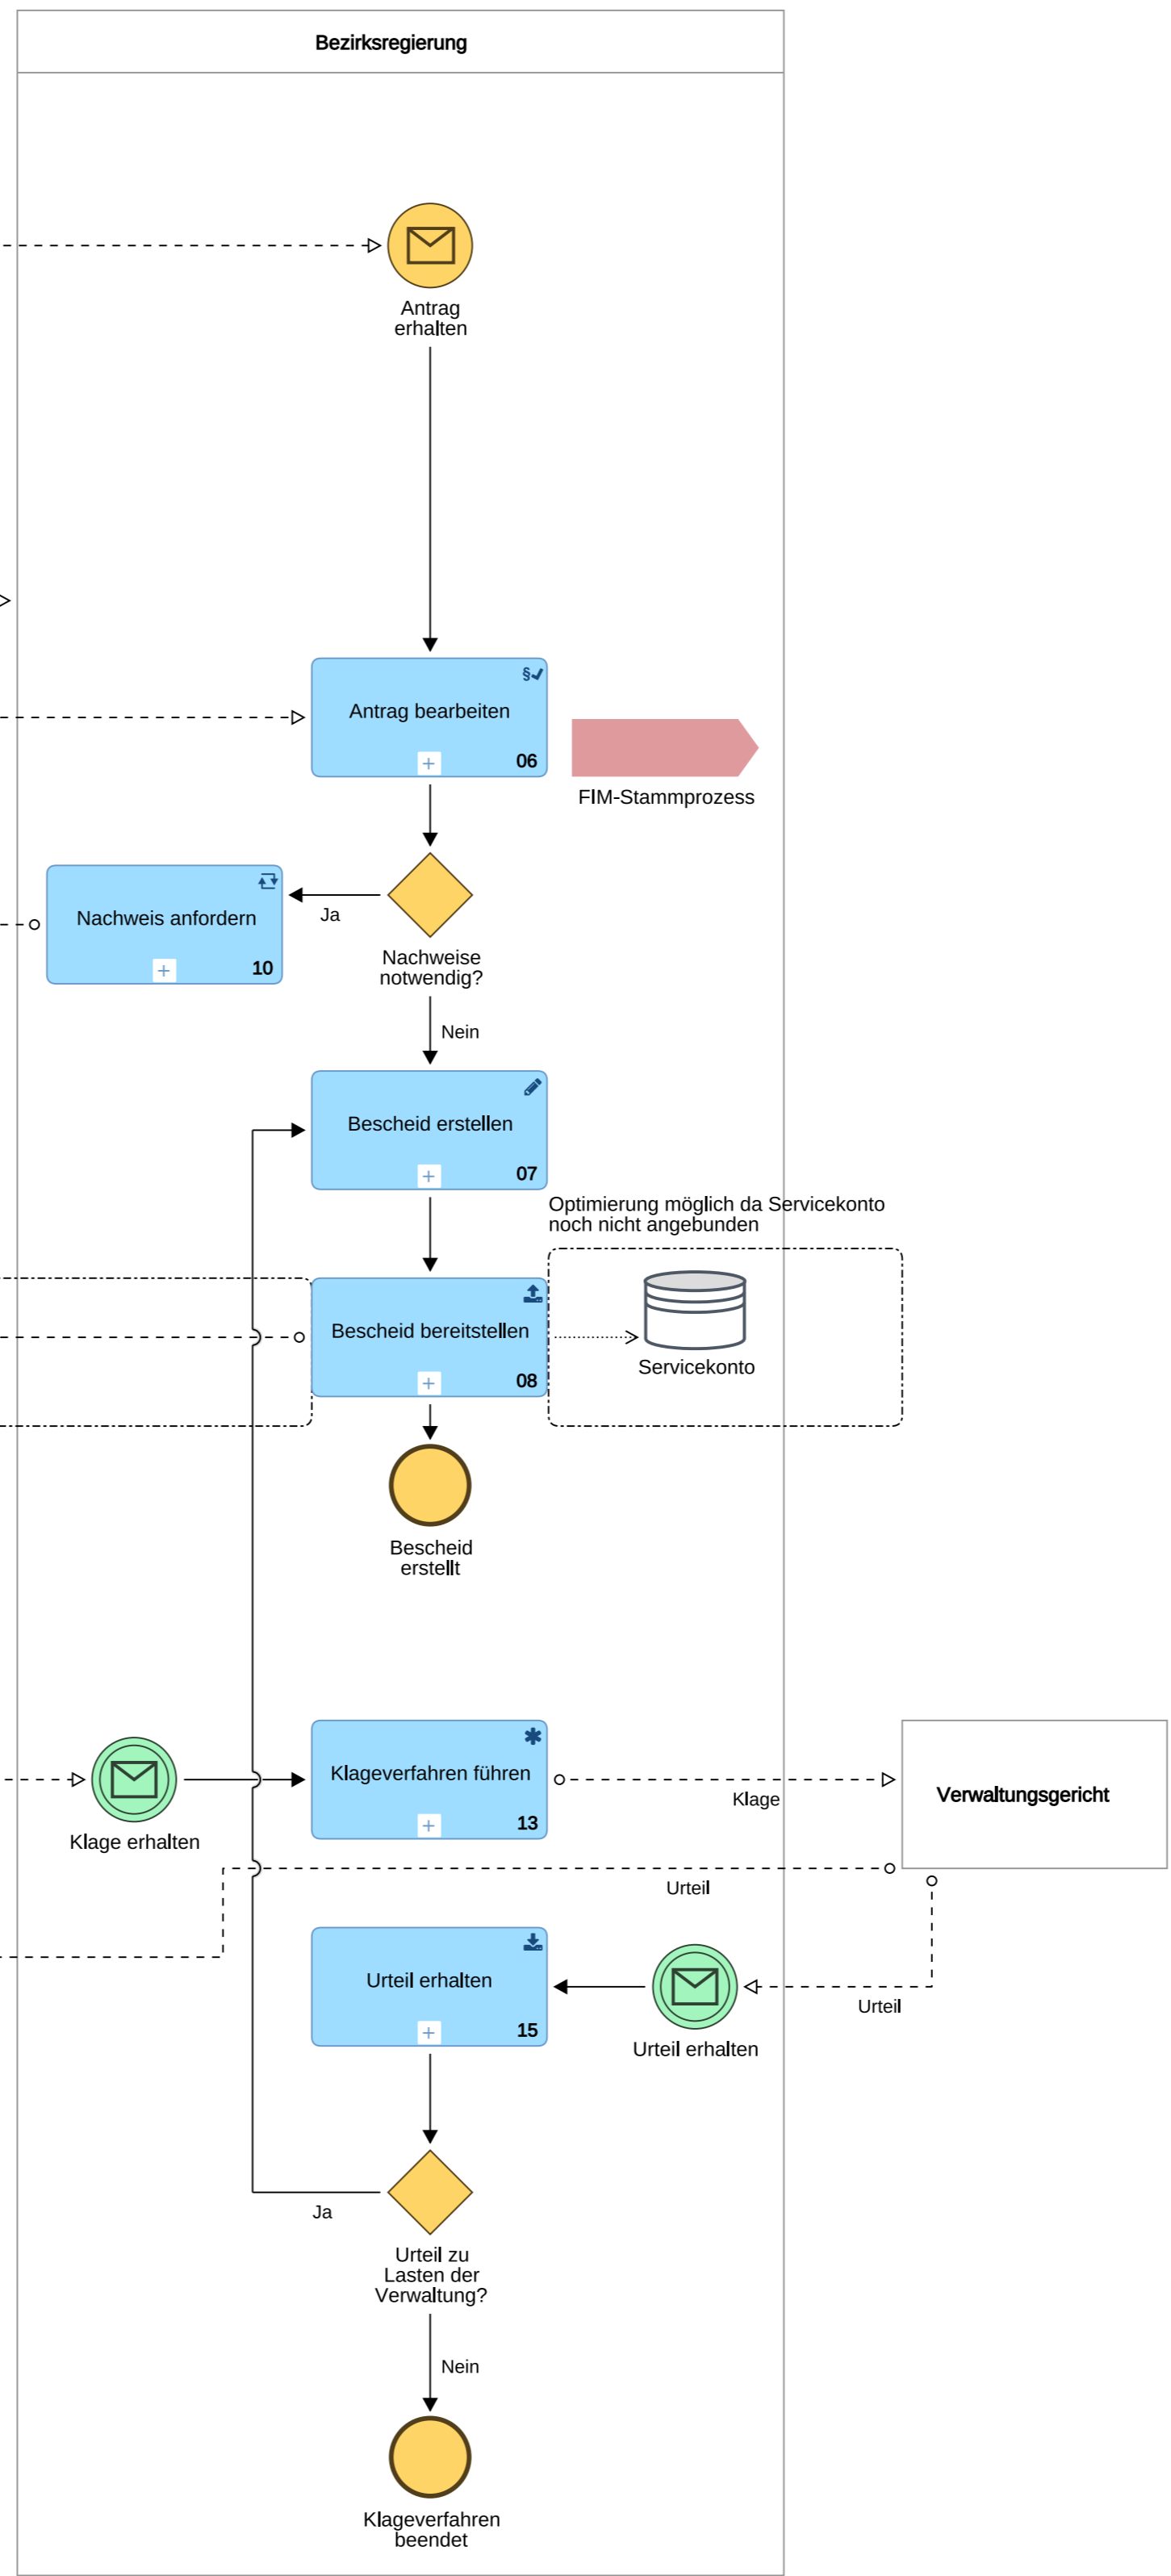 Bezirksregierung
Antrag
erhalten
§
Antrag bearbeiten
+
06
FIM-Stammprozess
Nachweis anfordern
+
10
Ja
Nachweise
notwendig?
Nein
Bescheid erstellen
+
07
Optimierung möglich da Servicekonto
noch nicht angebunden
Bescheid bereitstellen
+
08
Servicekonto
Bescheid
erstellt
Klage erhalten
Klageverfahren führen
+
13
Klage
Verwaltungsgericht
Urteil
Urteil erhalten
+
15
Urteil erhalten
Urteil
Ja
Urteil zu
Lasten der
Verwaltung?
Nein
Klageverfahren
beendet